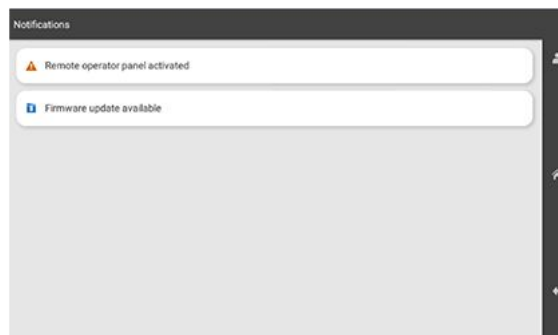 Notifications
Remote operator panel activated
Firmware update available